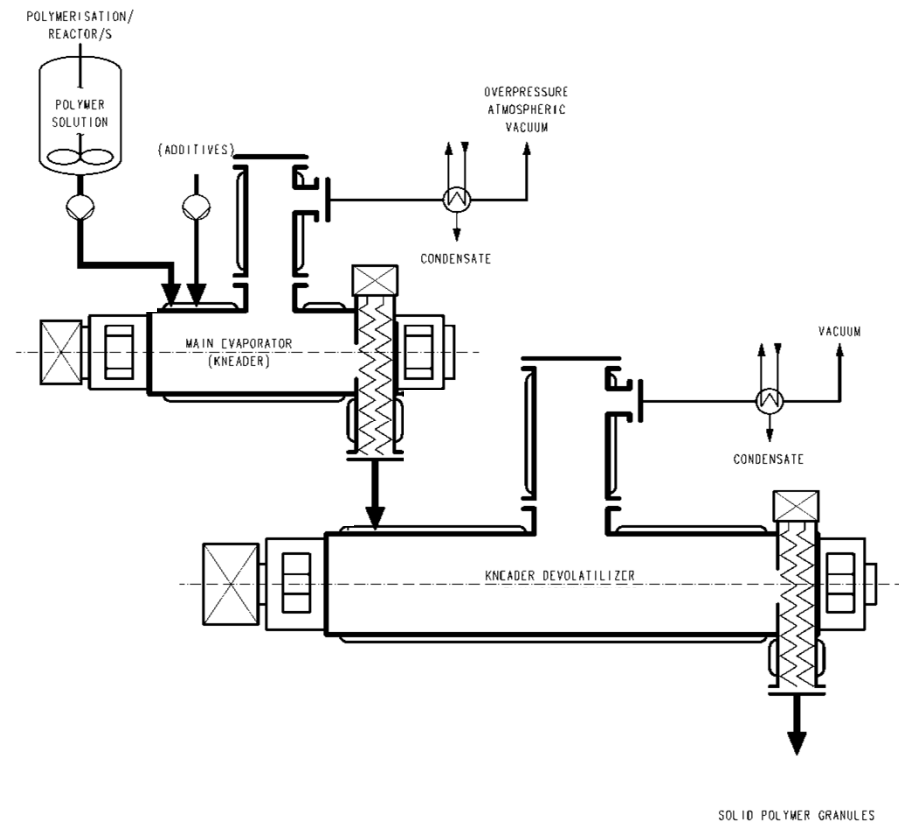 POLYMERISATION/
REACTOR/S
POLYMER
SOLUTION
(ADDITIVES)
OVERPRESSURE
ATMOSPHERIC
VACUUM
CONDENSATE
MAIN EVAPORATOR
(KNEADER)
VACUUM
CONDENSATE
KNEADER DEVOLATILIZER
SOLID POLYMER GRANULES